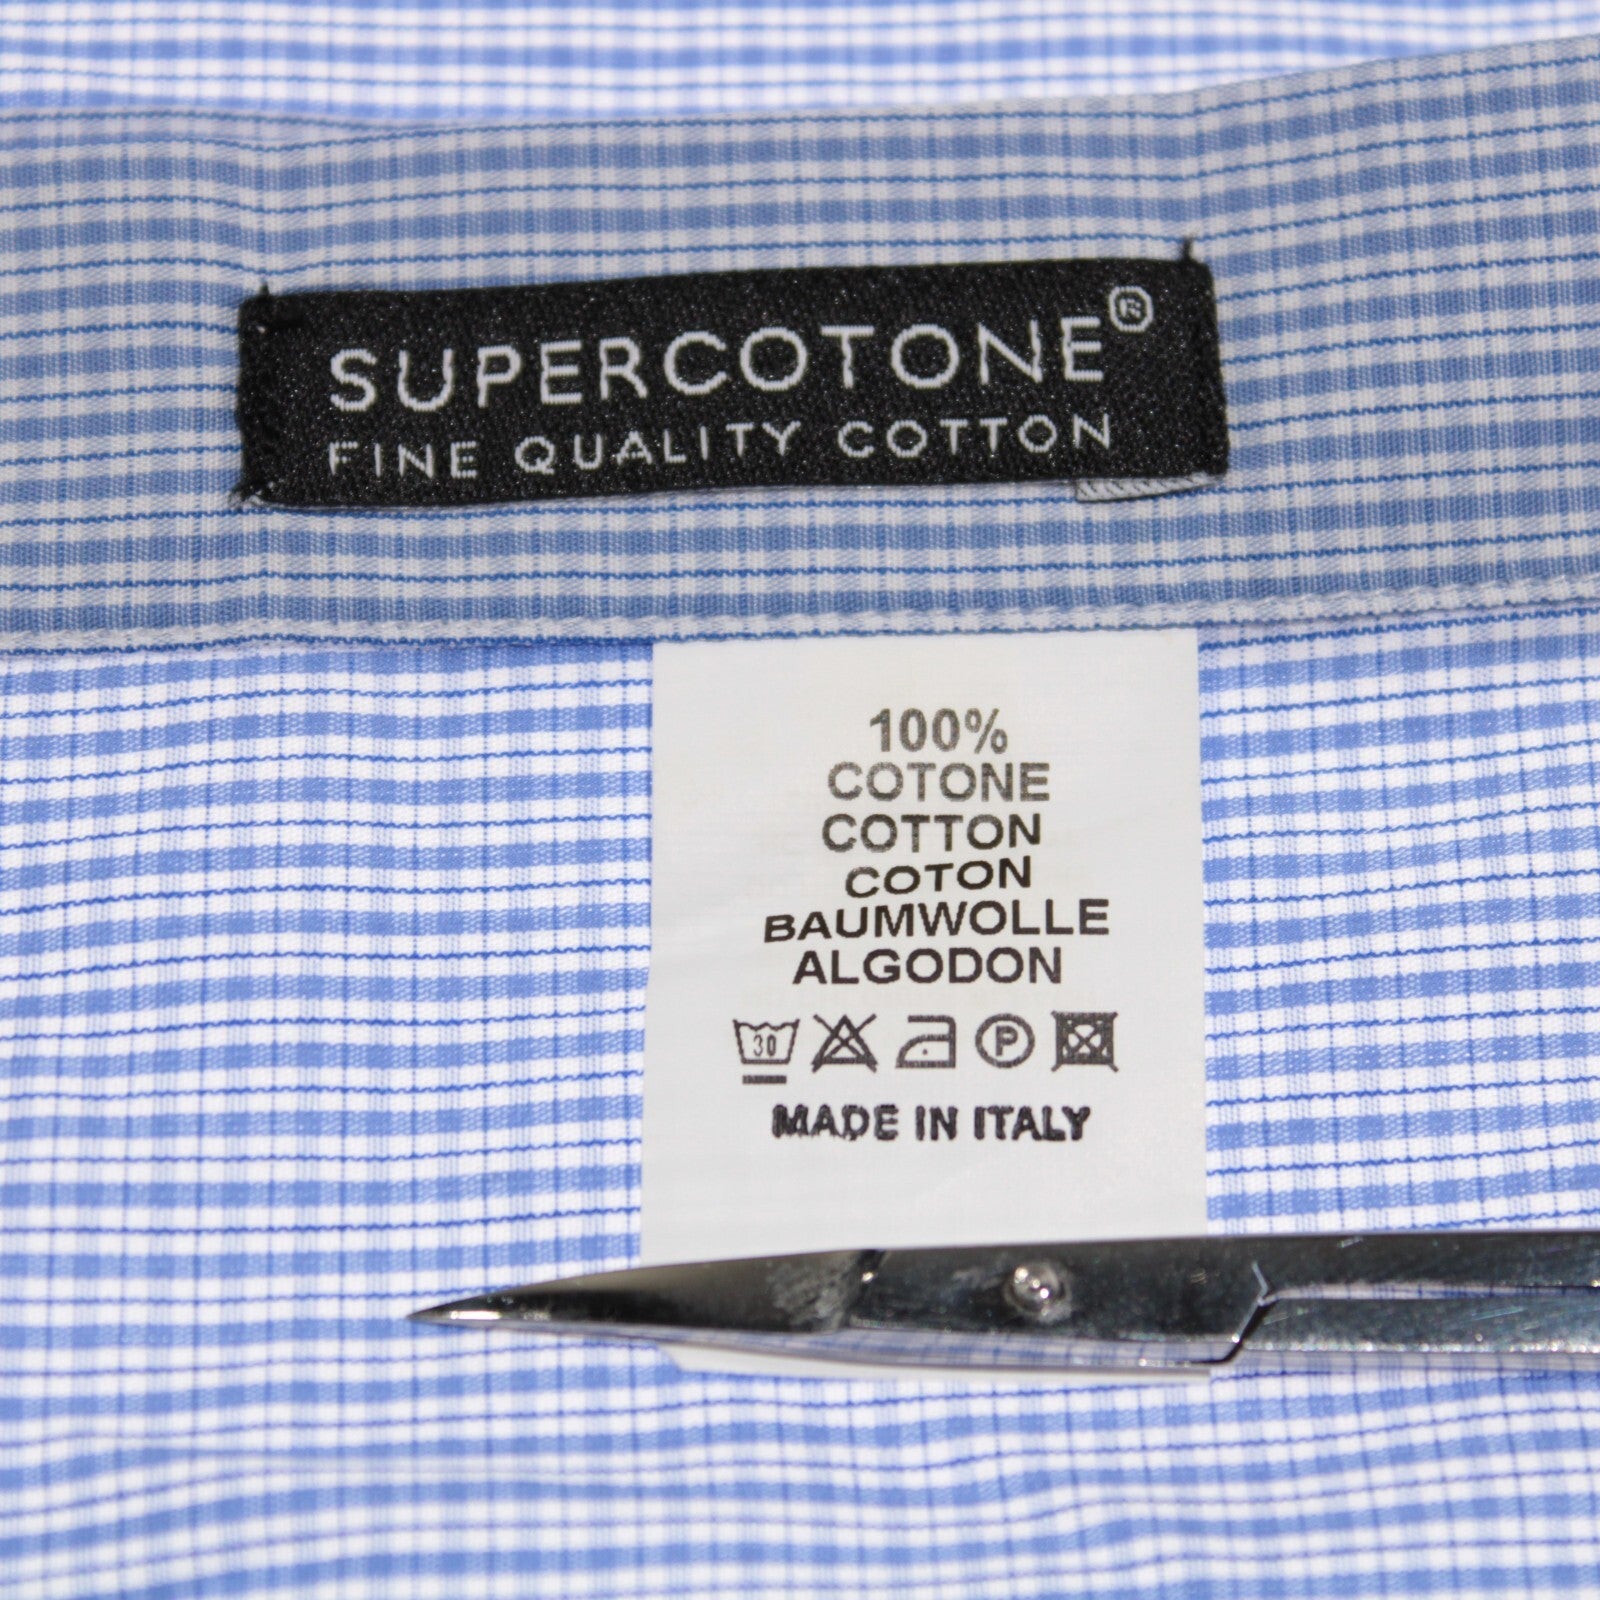 SUPERCOTONE®
FINE QUALITY COTTON
100%
COTONE
COTTON
COTON
BAUMWOLLE
ALGODON
30 P
MADE IN ITALY